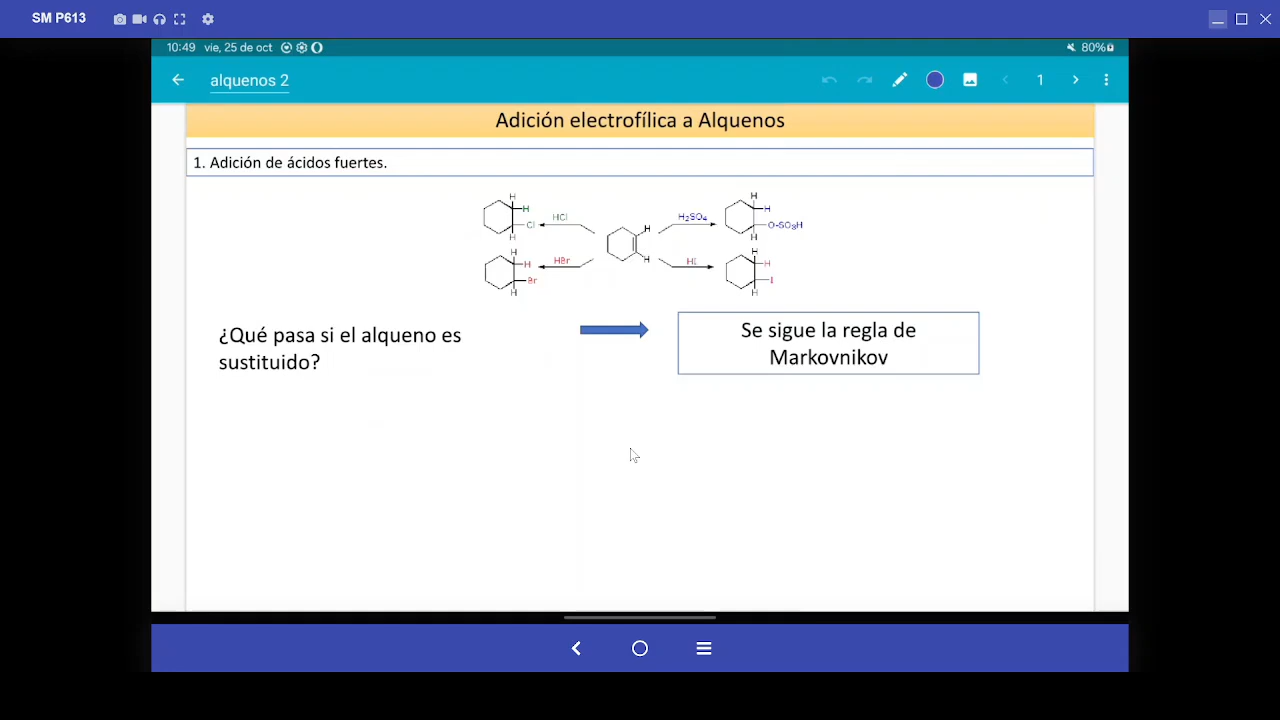 SM P613
10:49 vie, 25 de oct
80%
alquenos 2
1
Adición electrofílica a Alquenos
1. Adición de ácidos fuertes.
H
H
Cl
H
HCl
H
H
H₂SO₄
H
H
O-SO₃H
H
H
H
Br
H
HBr
HI
H
H
I
H
¿Qué pasa si el alqueno es
sustituido?
Se sigue la regla de
Markovnikov